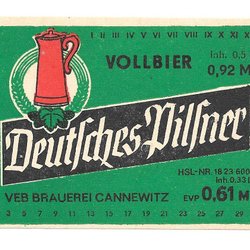 I II III IV V VI VII VIII IX X XI XII
VOLLBIER
Inh. 0,5
0,92 M
Deutsches Pilsner
HSL-NR. 18 23 600
Inh. 0,33 l
VEB BRAUEREI CANNEWITZ
EVP 0,61 M
3 5 7 9 11 13 15 17 19 21 23 25 27 29